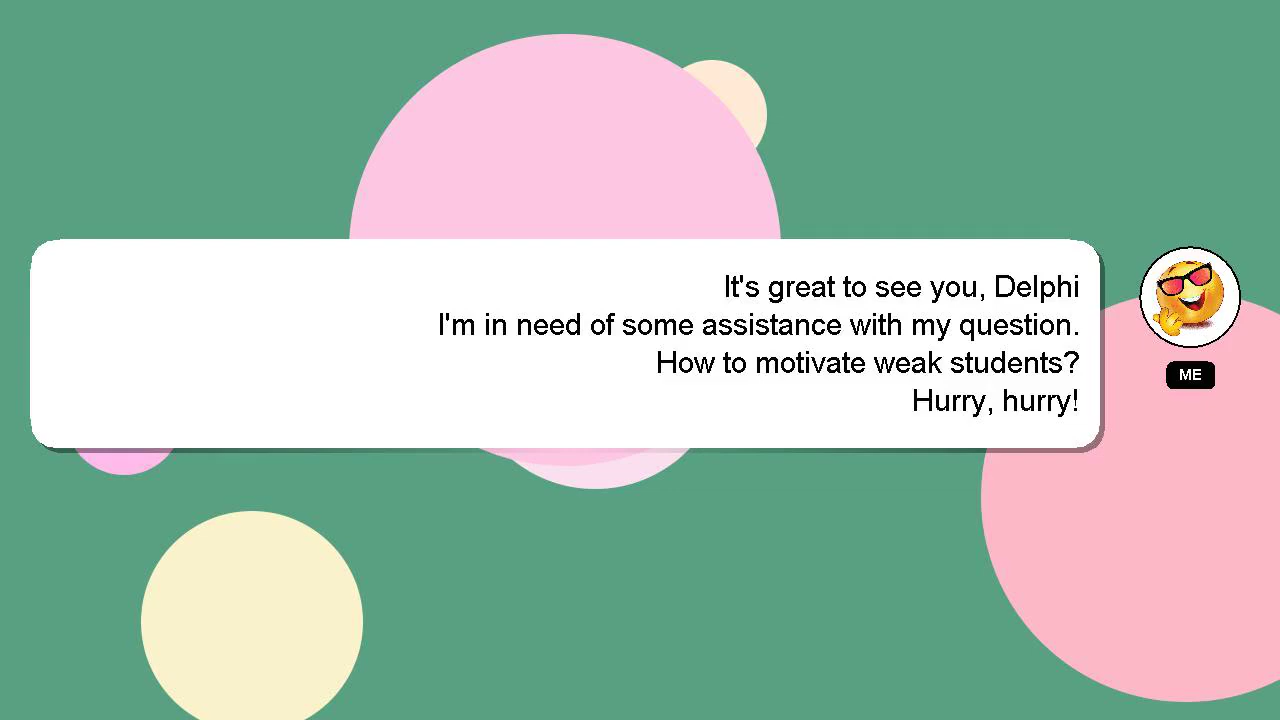 It's great to see you, Delphi
I'm in need of some assistance with my question.
How to motivate weak students?
Hurry, hurry!
ME